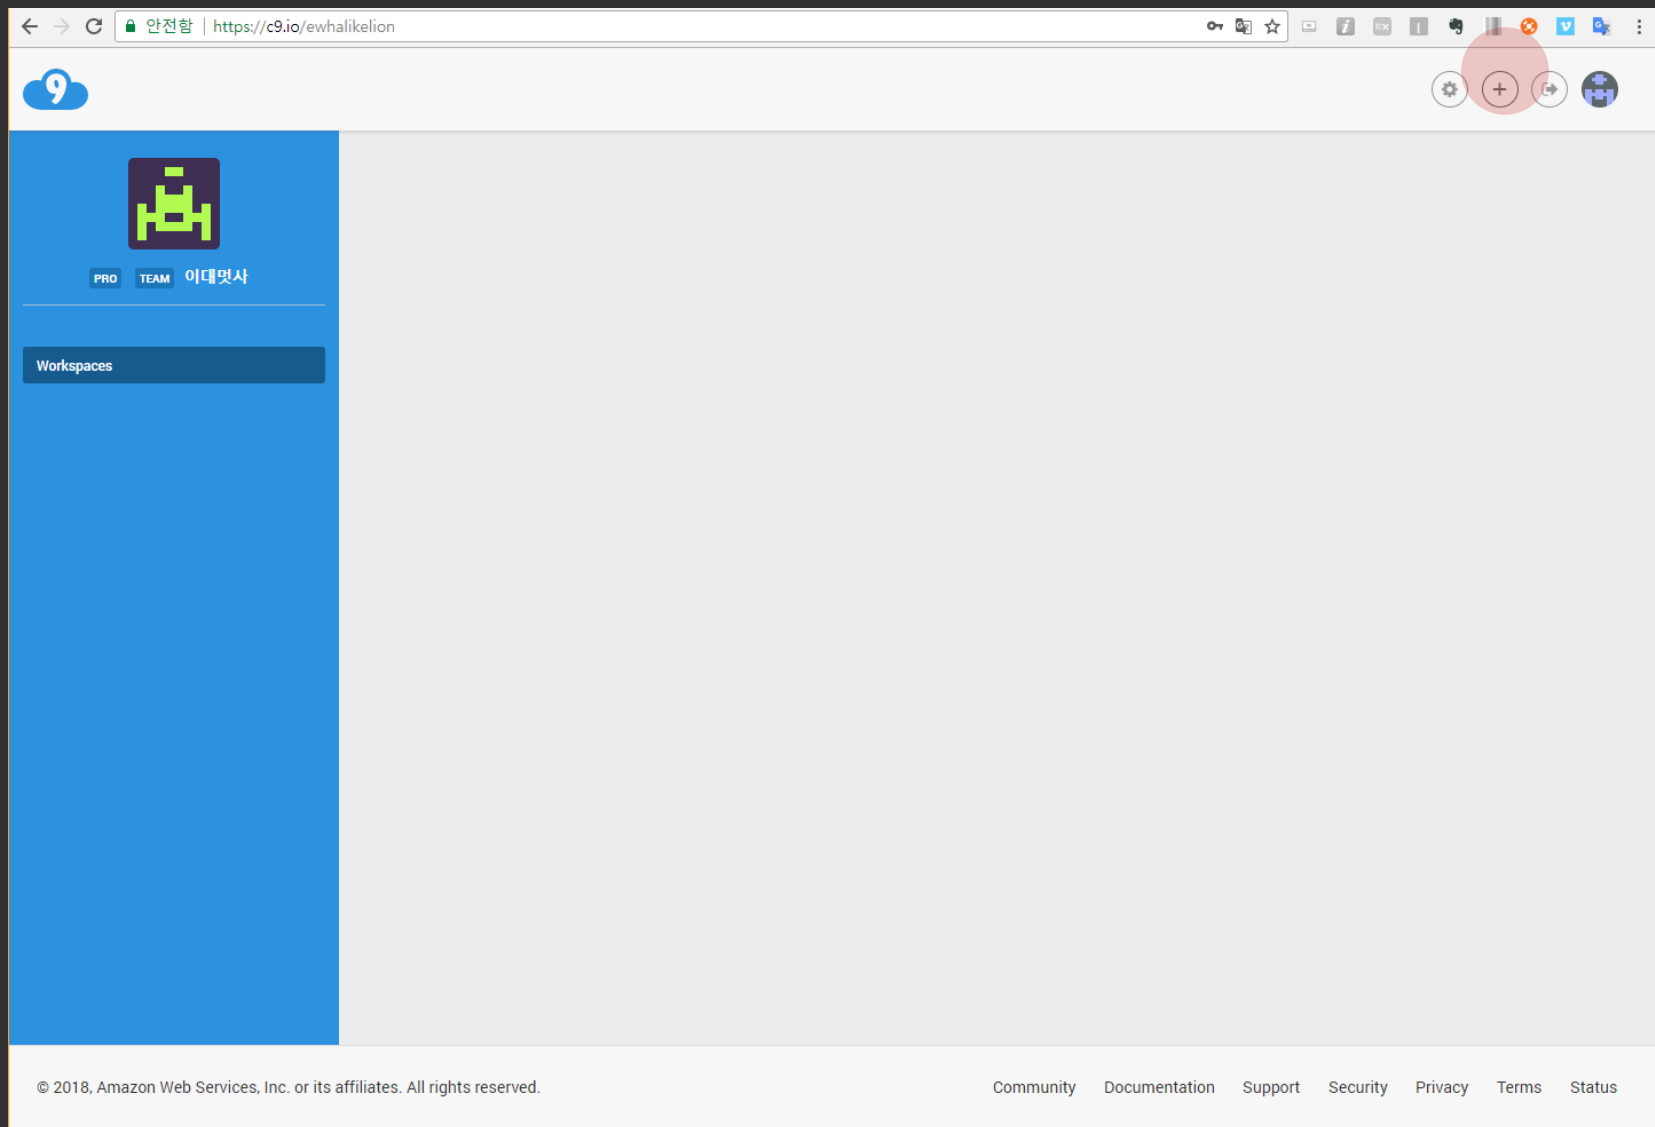 안전함 https://c9.io/ewhalikelion
9
PRO TEAM 이대멋사
Workspaces
© 2018, Amazon Web Services, Inc. or its affiliates. All rights reserved.
Community Documentation Support Security Privacy Terms Status